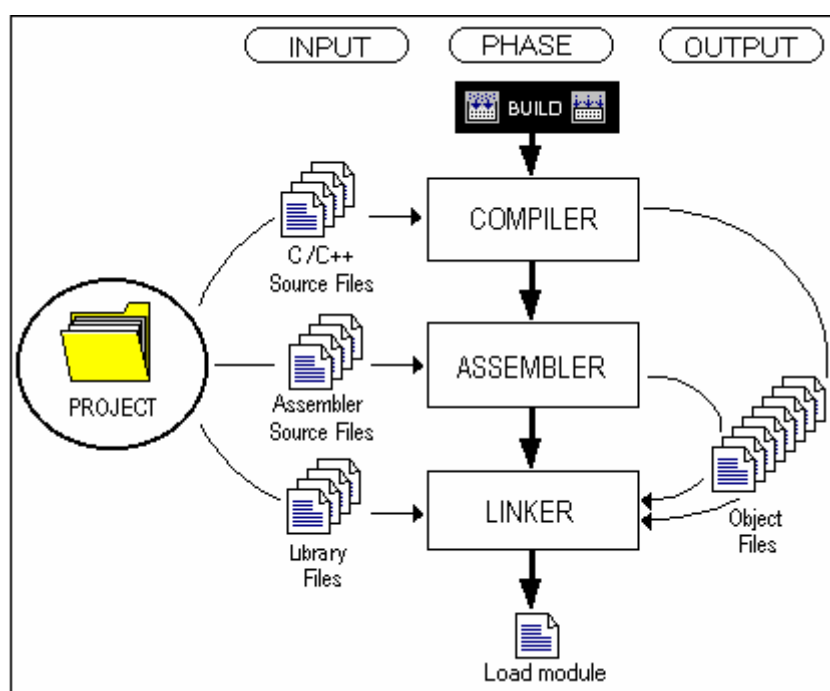 INPUT
PHASE
OUTPUT
BUILD
COMPILER
C/C++
Source Files
ASSEMBLER
PROJECT
Assembler
Source Files
LINKER
Object
Files
Library
Files
Load module